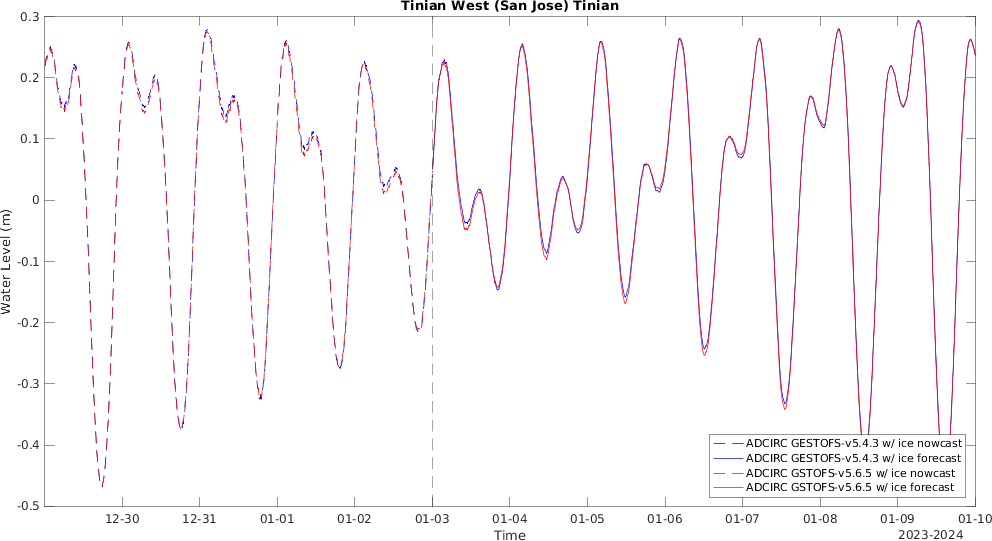 Tinian West (San Jose) Tinian
0.3
0.2
0.1
0
-0.1
-0.2
-0.3
-0.4
-0.5
Water Level (m)
ADCIRC GESTOFS-v5.4.3 w/ ice nowcast
ADCIRC GESTOFS-v5.4.3 w/ ice forecast
ADCIRC GSTOFS-v5.6.5 w/ ice nowcast
ADCIRC GSTOFS-v5.6.5 w/ ice forecast
12-30 12-31 01-01 01-02 01-03 01-04 01-05 01-06 01-07 01-08 01-09 01-10
Time
2023-2024